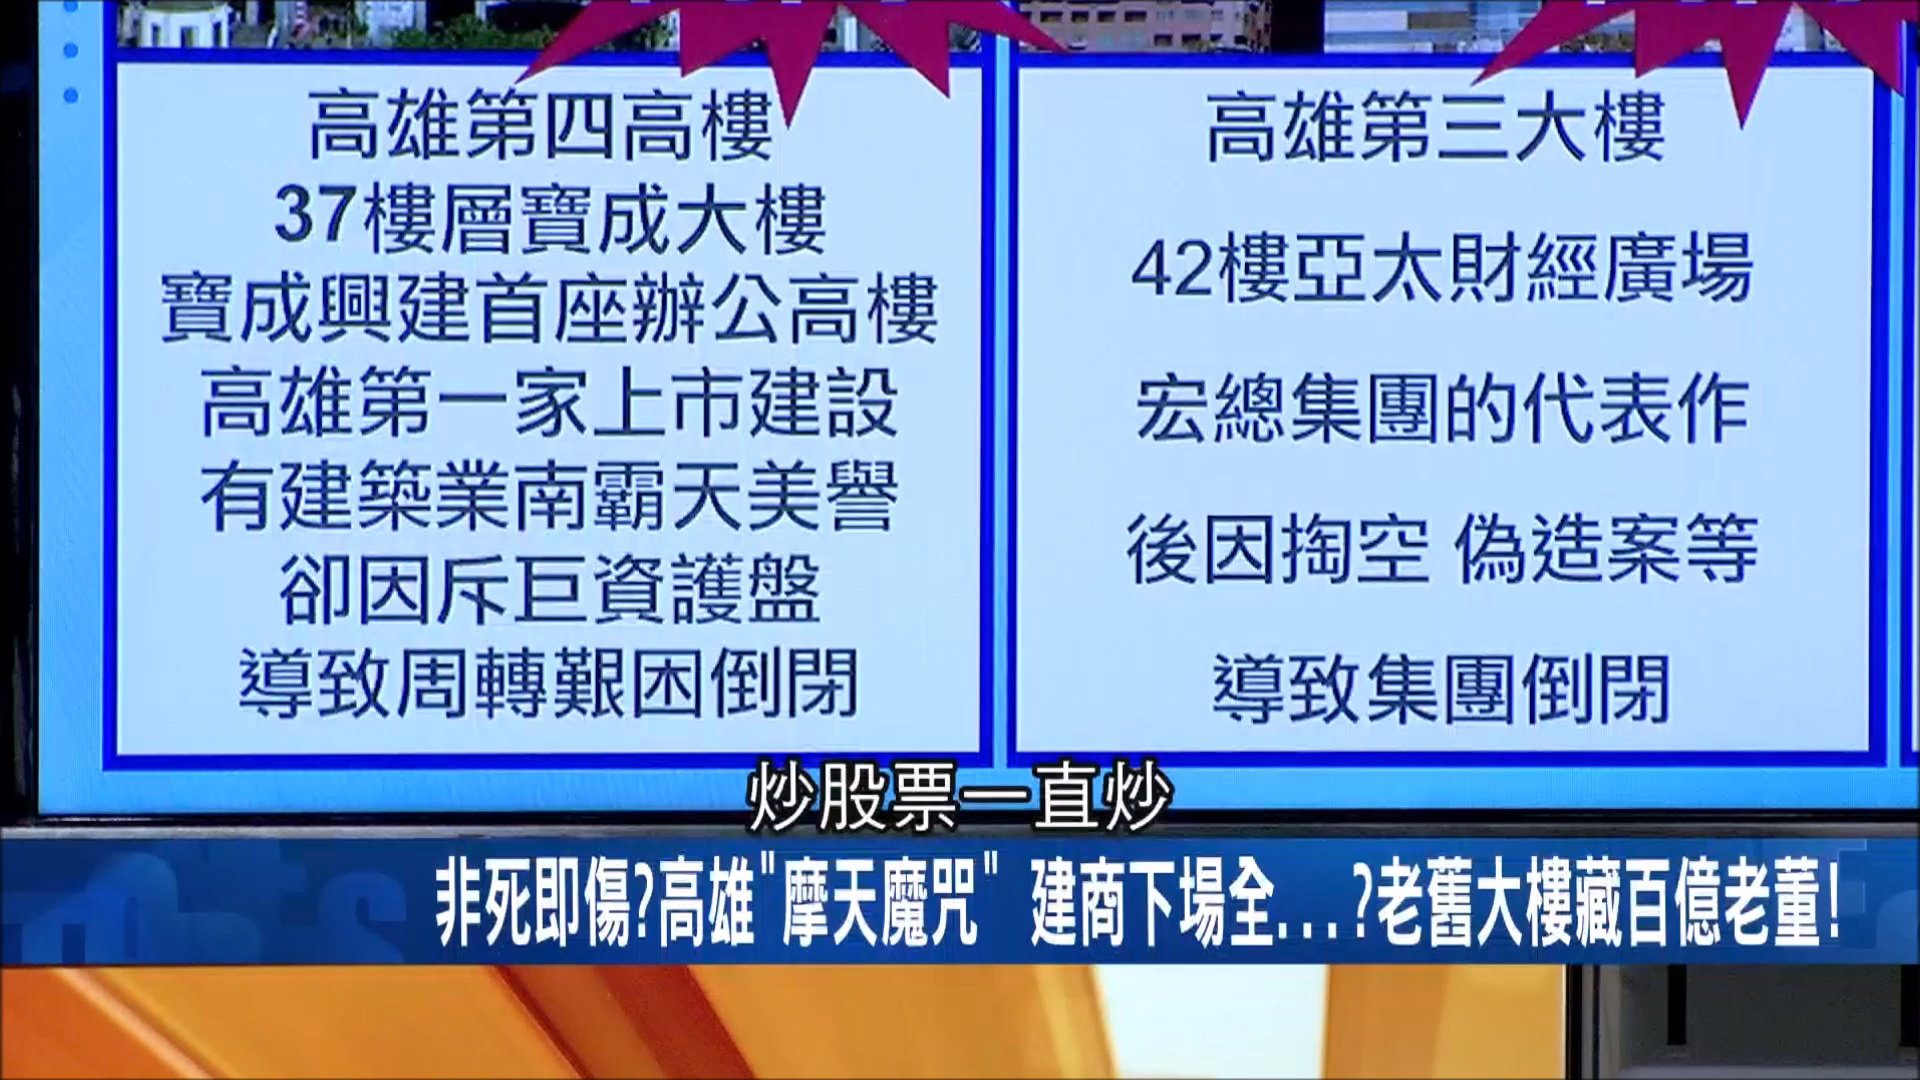 高雄第四高樓
37樓層寶成大樓
寶成興建首座辦公高樓
高雄第一家上市建設
有建築業南霸天美譽
卻因斥巨資護盤
導致周轉艱困倒閉
高雄第三大樓
42樓亞太財經廣場
宏總集團的代表作
後因掏空 偽造案等
導致集團倒閉
炒股票一直炒
非死即傷?高雄"摩天魔咒" 建商下場全...?老舊大樓藏百億老董!